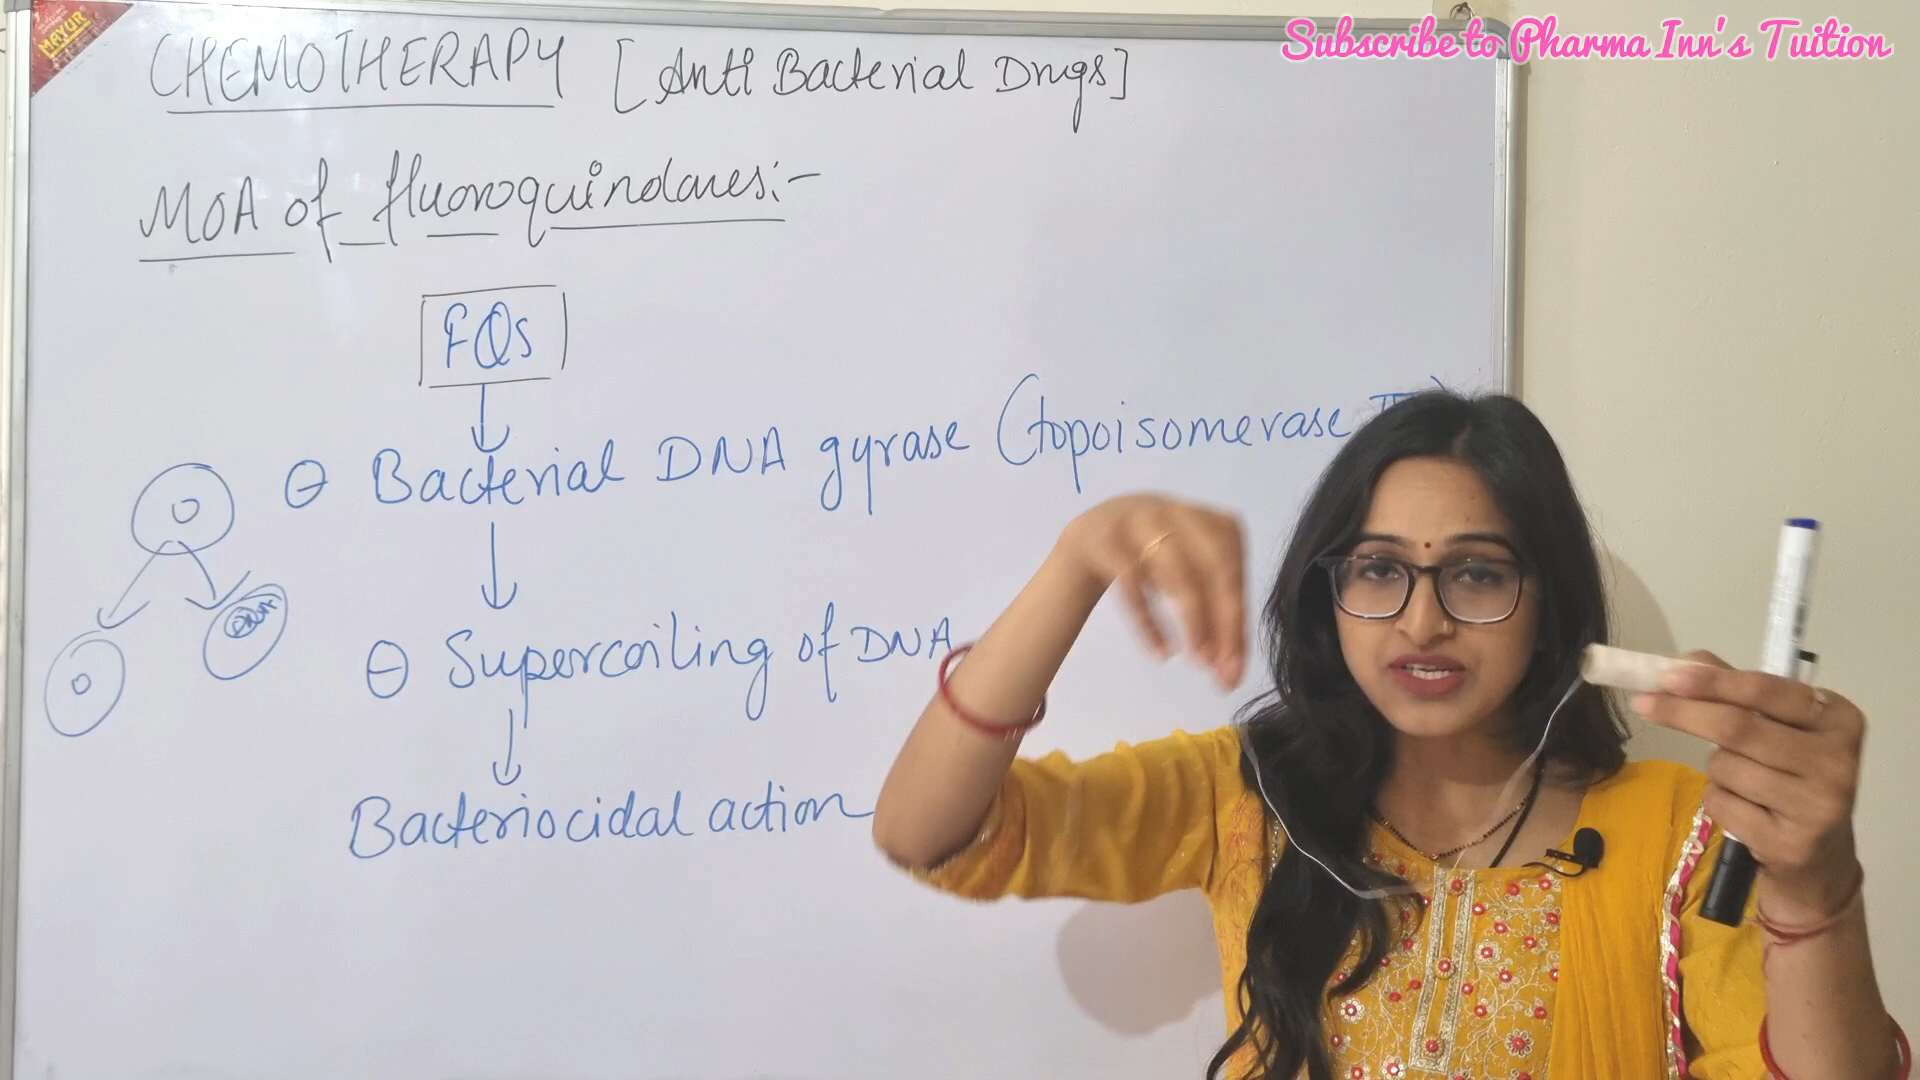 MAYUR
Subscribe to Pharma Inn's Tuition
CHEMOTHERAPY [Anti Bacterial Drugs]
MOA of fluoroquinolones:-
FQs
⊖ Bacterial DNA gyrase (topoisomerase
⊖ Supercoiling of DNA
Bacteriocidal action